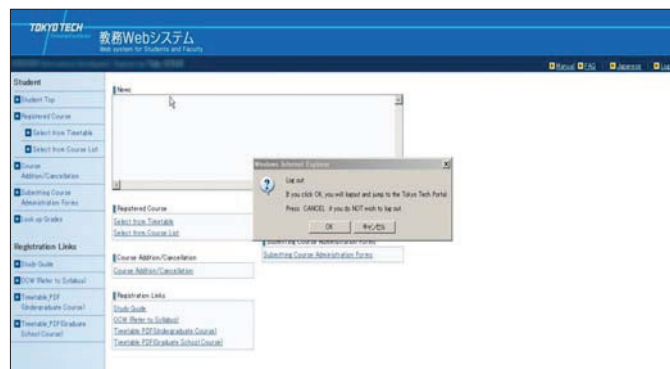 TOKYO TECH
教務Webシステム
Web system for Students and Faculty
Manual FAQ Japanese
Student
Student Top
Registered Course
Select from Timetable
Select from Course List
Course
Addition/Cancellation
Submitting Course
Administration Forms
Look up Grades
Registration Links
Study Guide
OCW (Refer to Syllabus)
Timetable_PDF
(Undergraduate Course)
Timetable_PDF(Graduate
School Course)
News
Registered Course
Select from Timetable
Select from Course List
Course Addition/Cancellation
Course Addition/Cancellation
Registration Links
Study Guide
OCW (Refer to Syllabus)
Timetable PDF(Undergraduate Course)
Timetable PDF(Graduate School Course)
Windows Internet Explorer
Log out
If you click OK, you will logout and jump to the Tokyo Tech Portal.
Press CANCEL if you do NOT wish to log out.
OK キャンセル
Submitting Course Administration Forms
Submitting Course Administration Forms